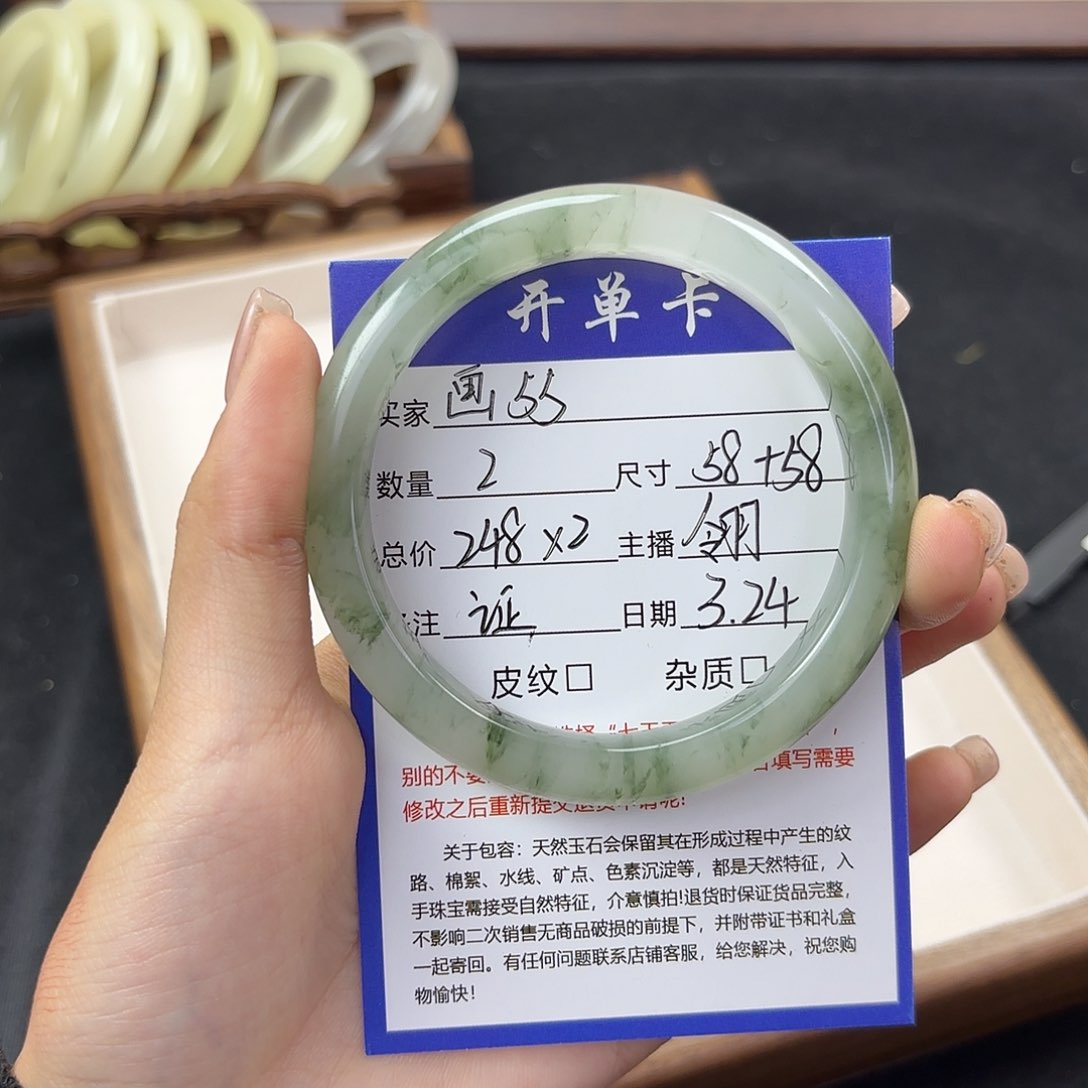 开单卡
买家 画55
数量 2 尺寸 58+58
总价 248×2 主播 翎
注 证 日期 3.24
皮纹□ 杂质□
别的不
填写需要
修改之后重新提交
关于包容：天然玉石会保留其在形成过程中产生的纹
路、棉絮、水线、矿点、色素沉淀等，都是天然特征，入
手珠宝需接受自然特征，介意慎拍!退货时保证货品完整，
不影响二次销售无商品破损的前提下，并附带证书和礼盒
一起寄回。有任何问题联系店铺客服，给您解决，祝您购
物愉快!